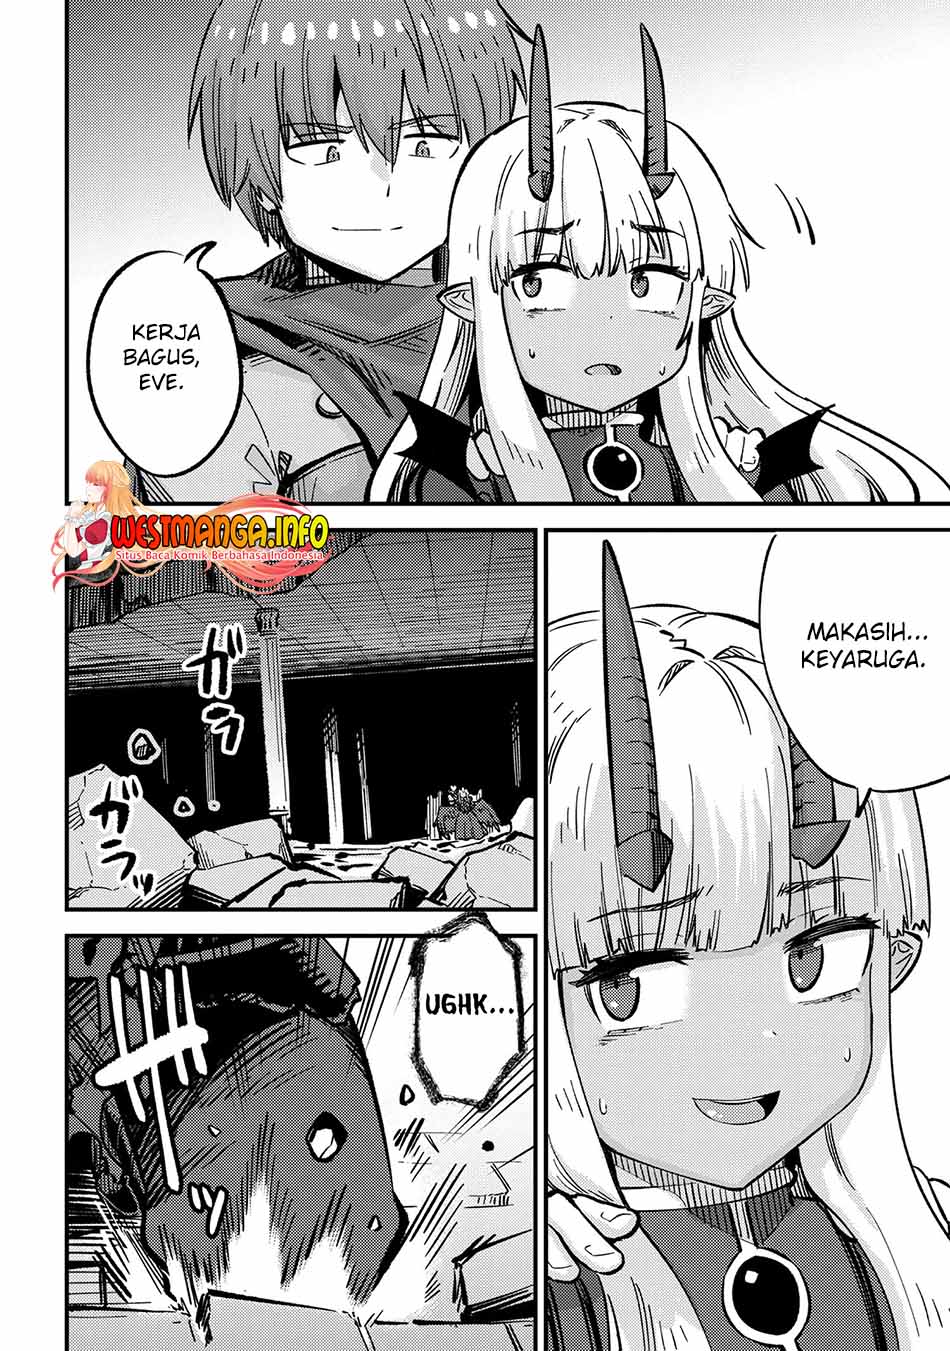 KERJA
BAGUS,
EVE.
WESTMANGA.INFO
Situs Baca Komik Berbahasa Indonesia
MAKASIH...
KEYARUGA.
ガラ
ガラッ
UGHK...